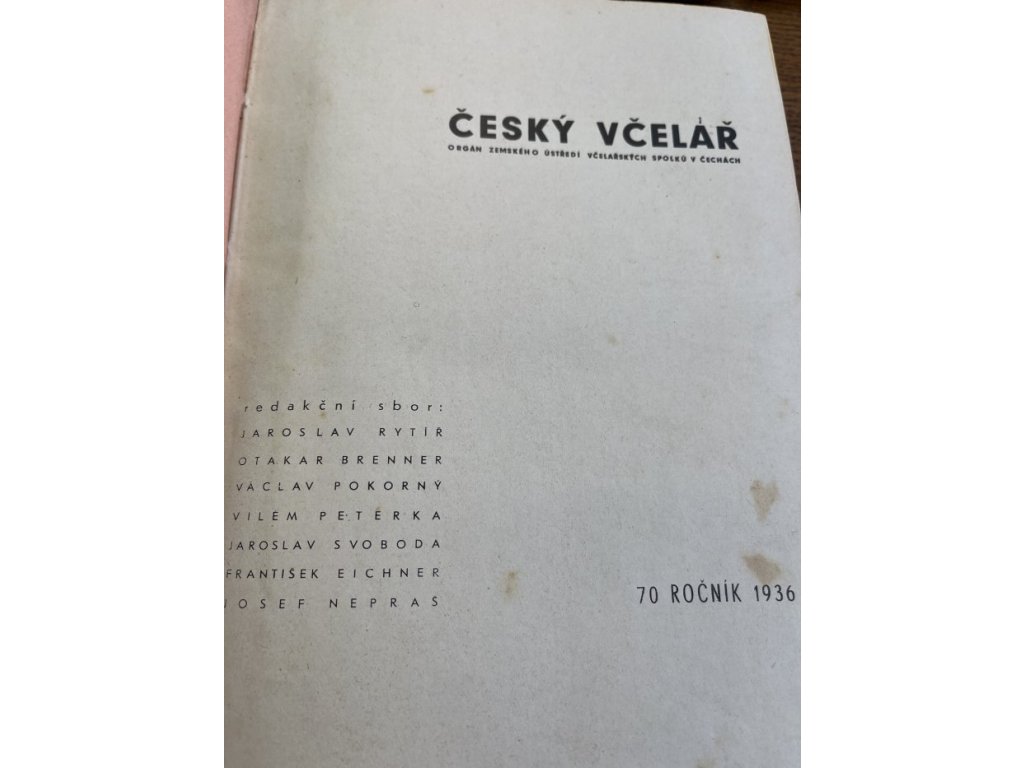 ČESKÝ VČELÁŘ
ORGÁN ZEMSKÉHO ÚSTŘEDÍ VČELAŘSKÝCH SPOLKŮ V ČECHÁCH
redakční sbor:
JAROSLAV RYTÍŘ
OTAKAR BRENNER
VÁCLAV POKORNÝ
VILÉM PETERKA
JAROSLAV SVOBODA
FRANTIŠEK EICHNER
JOSEF NEPRAŠ
70 ROČNÍK 1936